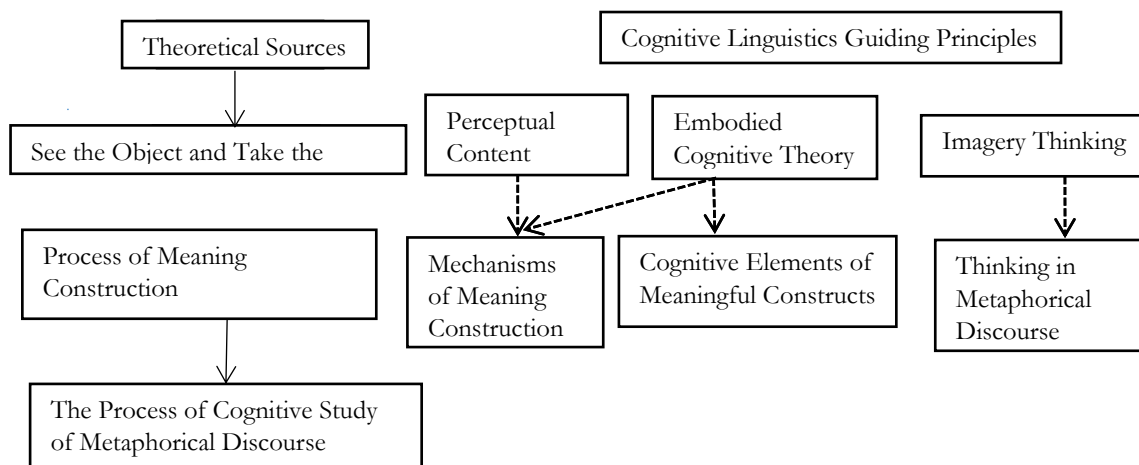 Theoretical Sources
Cognitive Linguistics Guiding Principles
See the Object and Take the
Perceptual
Content
Embodied
Cognitive Theory
Imagery Thinking
Process of Meaning
Construction
Mechanisms
of Meaning
Construction
Cognitive Elements of
Meaningful Constructs
Thinking in
Metaphorical
Discourse
The Process of Cognitive Study
of Metaphorical Discourse